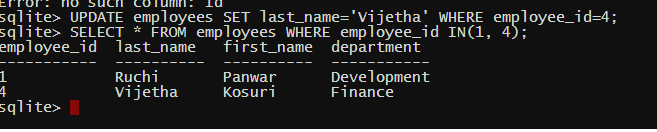 Error: no such column: id
sqlite> UPDATE employees SET last_name='Vijetha' WHERE employee_id=4;
sqlite> SELECT * FROM employees WHERE employee_id IN(1, 4);
employee_id  last_name   first_name  department
-----------  ----------  ----------  -----------
1            Ruchi       Panwar      Development
4            Vijetha     Kosuri      Finance
sqlite>